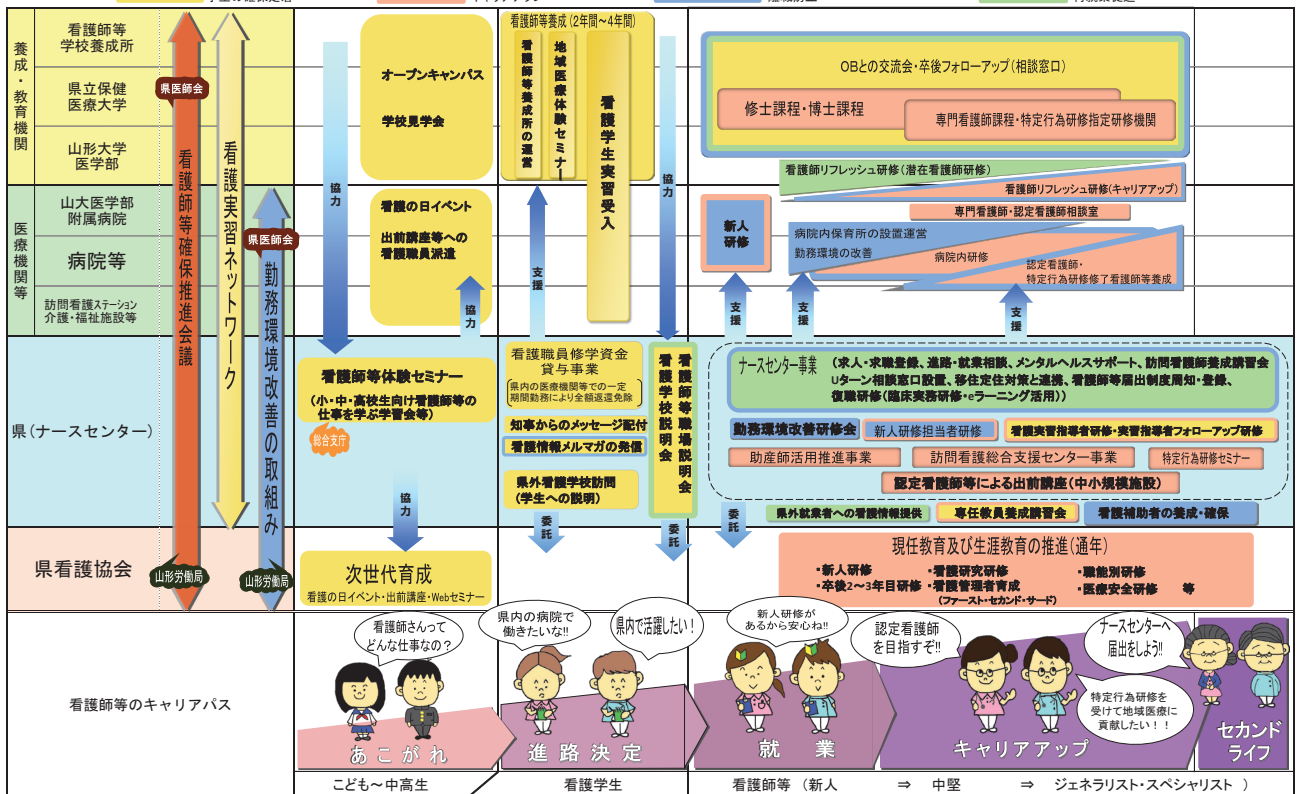 養成・教育機関
看護師等
学校養成所
県立保健
医療大学
山形大学
医学部
医療機関等
山大医学部
附属病院
病院等
訪問看護ステーション
介護・福祉施設等
県（ナースセンター）
県看護協会
看護師等のキャリアパス
県医師会
看護師等確保推進会議
山形労働局
看護実習ネットワーク
県医師会
勤務環境改善の取組み
山形労働局
協力
オープンキャンパス
学校見学会
看護の日イベント
出前講座等への
看護職員派遣
協力
看護師等体験セミナー
（小・中・高校生向け看護師等の
仕事を学ぶ学習会等）
総合支庁
協力
次世代育成
看護の日イベント・出前講座・Webセミナー
看護師等養成（2年間～4年間）
看護師等養成所の運営
地域医療体験セミナー
看護学生実習受入
支援
協力
看護職員修学資金
貸与事業
県内の医療機関等での一定
期間勤務により全額返還免除
知事からのメッセージ配付
看護情報メルマガの発信
県外看護学校訪問
（学生への説明）
委託
看護師等職場説明会
看護学校説明会
委託
OBとの交流会・卒後フォローアップ（相談窓口）
修士課程・博士課程
専門看護師課程・特定行為研修指定研修機関
看護師リフレッシュ研修（潜在看護師研修）
看護師リフレッシュ研修（キャリアアップ）
専門看護師・認定看護師相談室
新人
研修
病院内保育所の設置運営
勤務環境の改善
病院内研修
認定看護師・
特定行為研修修了看護師等養成
支援
支援
支援
ナースセンター事業
（求人・求職登録、進路・就業相談、メンタルヘルスサポート、訪問看護師養成講習会
Uターン相談窓口設置、移住定住対策と連携、看護師等届出制度周知・登録、
復職研修（臨床実務研修・eラーニング活用））
勤務環境改善研修会
新人研修担当者研修
看護実習指導者研修・実習指導者フォローアップ研修
助産師活用推進事業
訪問看護総合支援センター事業
特定行為研修セミナー
認定看護師等による出前講座（中小規模施設）
委託
県外就業者への看護情報提供
専任教員養成講習会
看護補助者の養成・確保
現任教育及び生涯教育の推進（通年）
・新人研修
・看護研究研修
・職能別研修
・卒後2～3年目研修
・看護管理者育成
・医療安全研修　等
（ファースト・セカンド・サード）
看護師さんって
どんな仕事なの？
県内の病院で
働きたいな!!
県内で活躍したい！
新人研修が
あるから安心ね!!
認定看護師
を目指すぞ!!
ナースセンターへ
届出をしよう!!
特定行為研修を
受けて地域医療に
貢献したい！！
あこがれ
進路決定
就業
キャリアアップ
セカンド
ライフ
こども～中高生
看護学生
看護師等（新人　⇒　中堅　⇒　ジェネラリスト・スペシャリスト）